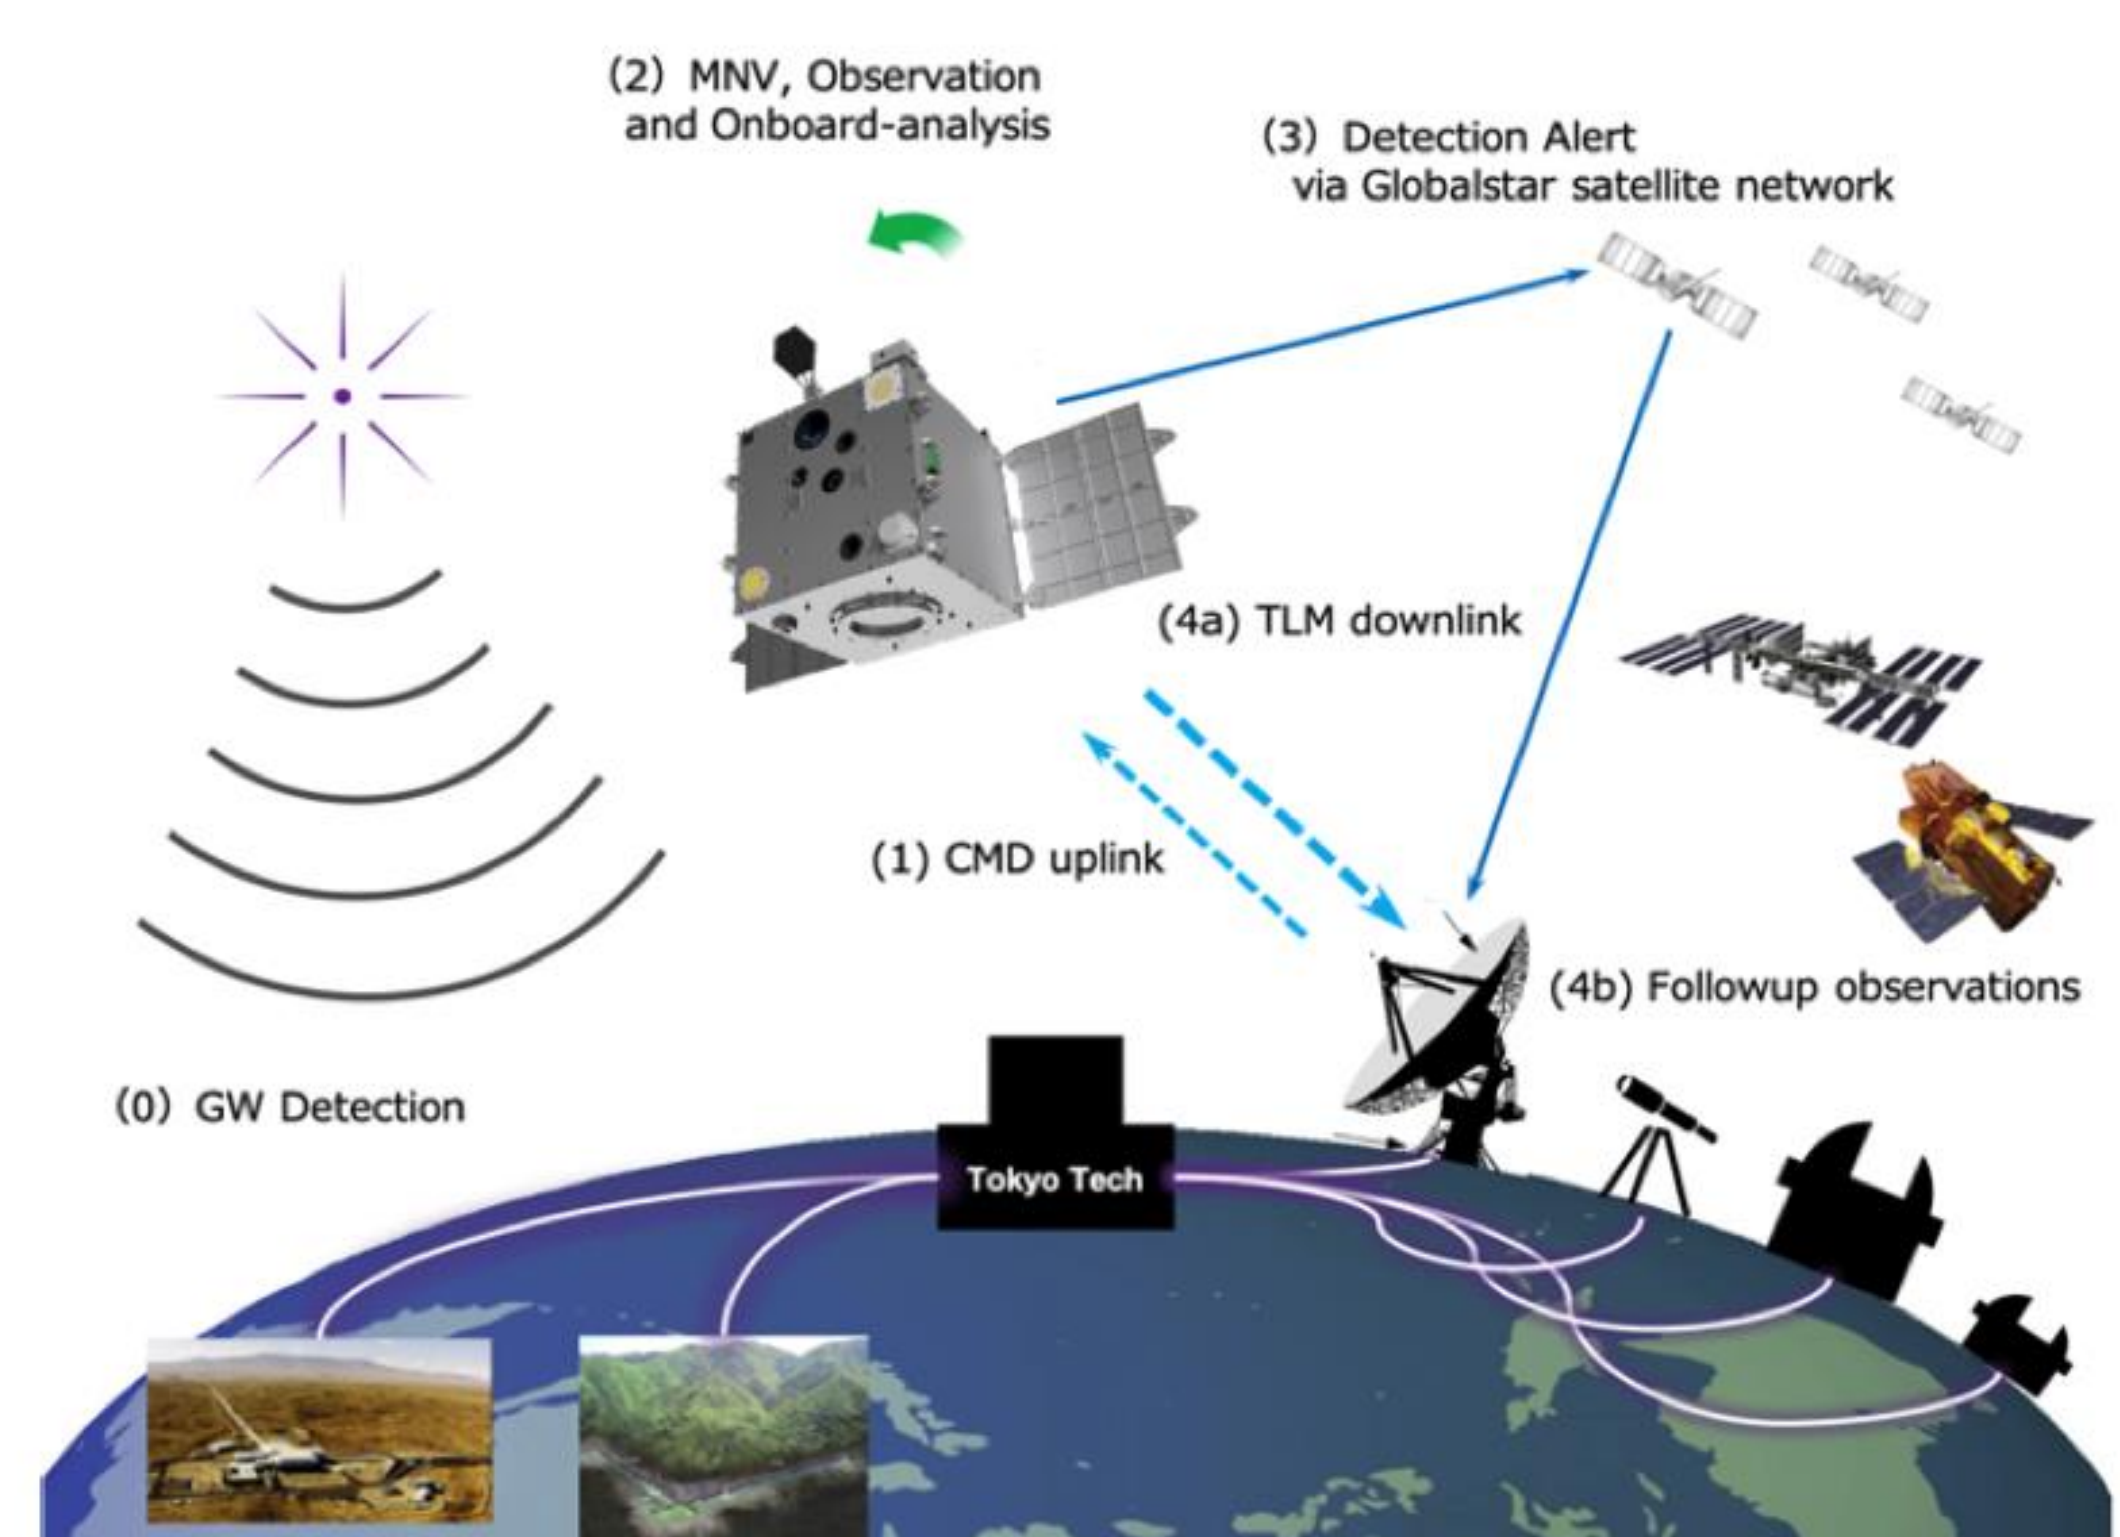 (2) MNV, Observation
and Onboard-analysis
(3) Detection Alert
via Globalstar satellite network
(4a) TLM downlink
(1) CMD uplink
(4b) Followup observations
(0) GW Detection
Tokyo Tech